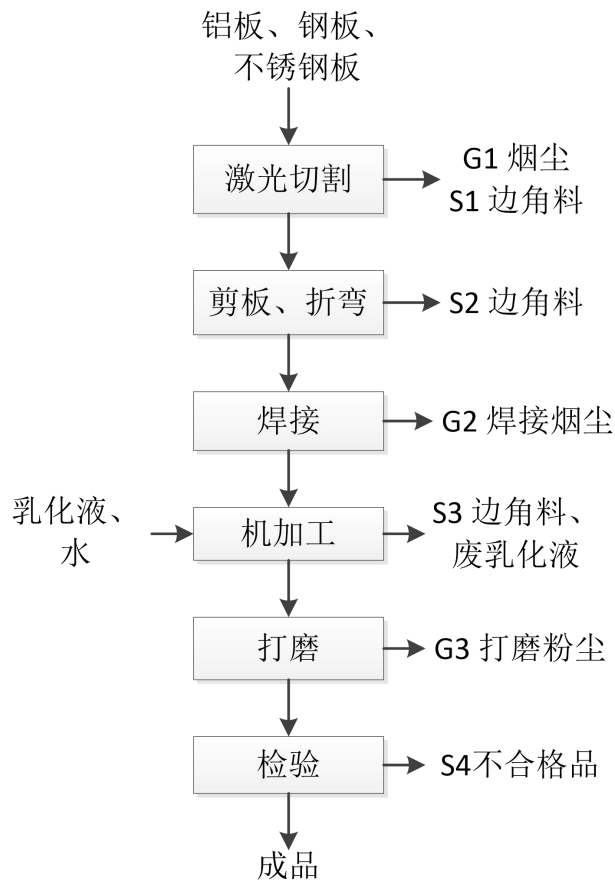 铝板、钢板、
不锈钢板
激光切割
G1 烟尘
S1 边角料
剪板、折弯
S2 边角料
焊接
G2 焊接烟尘
乳化液、
水
机加工
S3 边角料、
废乳化液
打磨
G3 打磨粉尘
检验
S4不合格品
成品